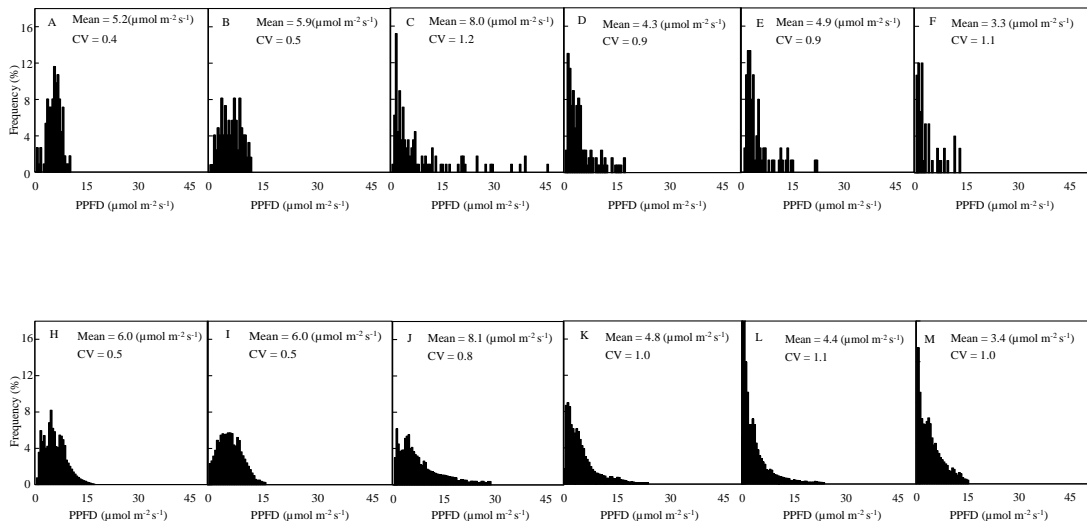 A Mean = 5.2(µmol m-2 s-1)
CV = 0.4
B Mean = 5.9(µmol m-2 s-1)
CV = 0.5
C Mean = 8.0(µmol m-2 s-1)
CV = 1.2
D Mean = 4.3(µmol m-2 s-1)
CV = 0.9
E Mean = 4.9(µmol m-2 s-1)
CV = 0.9
F Mean = 3.3(µmol m-2 s-1)
CV = 1.1
Frequency (%)
16
12
8
4
0
0 15 30 45 0 15 30 45 0 15 30 45 0 15 30 45 0 15 30 45 0 15 30 45
PPFD (µmol m-2 s-1) PPFD (µmol m-2 s-1) PPFD (µmol m-2 s-1) PPFD (µmol m-2 s-1) PPFD (µmol m-2 s-1) PPFD (µmol m-2 s-1)
H Mean = 6.0 (µmol m-2 s-1)
CV = 0.5
I Mean = 6.0 (µmol m-2 s-1)
CV = 0.5
J Mean = 8.1 (µmol m-2 s-1)
CV = 0.8
K Mean = 4.8 (µmol m-2 s-1)
CV = 1.0
L Mean = 4.4 (µmol m-2 s-1)
CV = 1.1
M Mean = 3.4 (µmol m-2 s-1)
CV = 1.0
Frequency (%)
16
12
8
4
0
0 15 30 45 0 15 30 45 0 15 30 45 0 15 30 45 0 15 30 45 0 15 30 45
PPFD (µmol m-2 s-1) PPFD (µmol m-2 s-1) PPFD (µmol m-2 s-1) PPFD (µmol m-2 s-1) PPFD (µmol m-2 s-1) PPFD (µmol m-2 s-1)